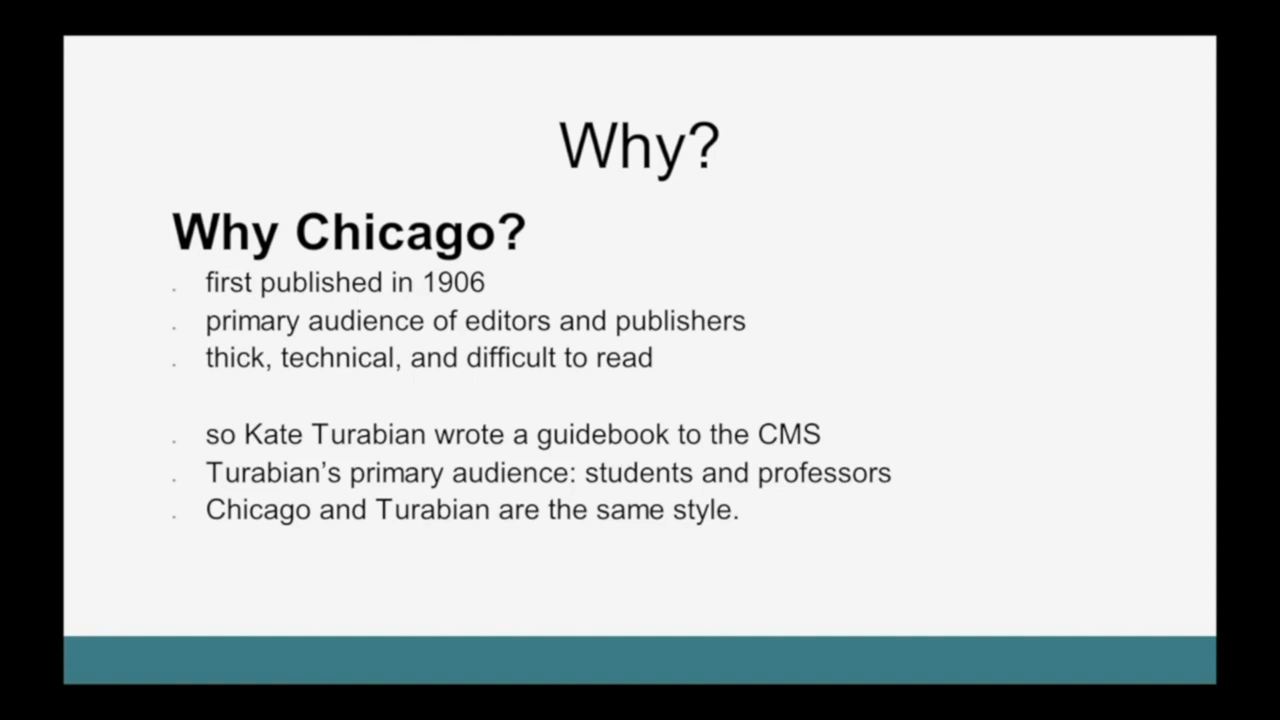 Why?
Why Chicago?
first published in 1906
primary audience of editors and publishers
thick, technical, and difficult to read
so Kate Turabian wrote a guidebook to the CMS
Turabian’s primary audience: students and professors
Chicago and Turabian are the same style.